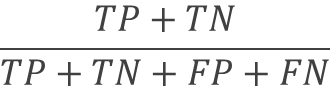 TP + TN
TP + TN + FP + FN